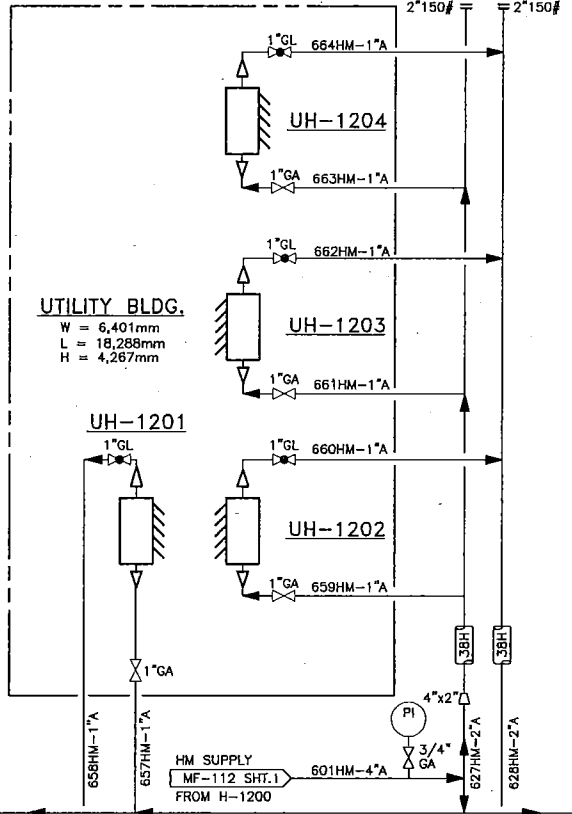 2"150# 2"150#
1"GL 664HM-1"A
UH-1204
1"GA 663HM-1"A
1"GL 662HM-1"A
UTILITY BLDG.
W = 6,401mm
L = 18,288mm
H = 4,267mm
UH-1203
1"GA 661HM-1"A
UH-1201
1"GL
1"GL 660HM-1"A
UH-1202
1"GA 659HM-1"A
38H
38H
1"GA
4"x2"
PI
3/4"
GA
658HM-1"A
657HM-1"A
627HM-2"A
628HM-2"A
HM SUPPLY
MF-112 SHT.1
FROM H-1200
601HM-4"A